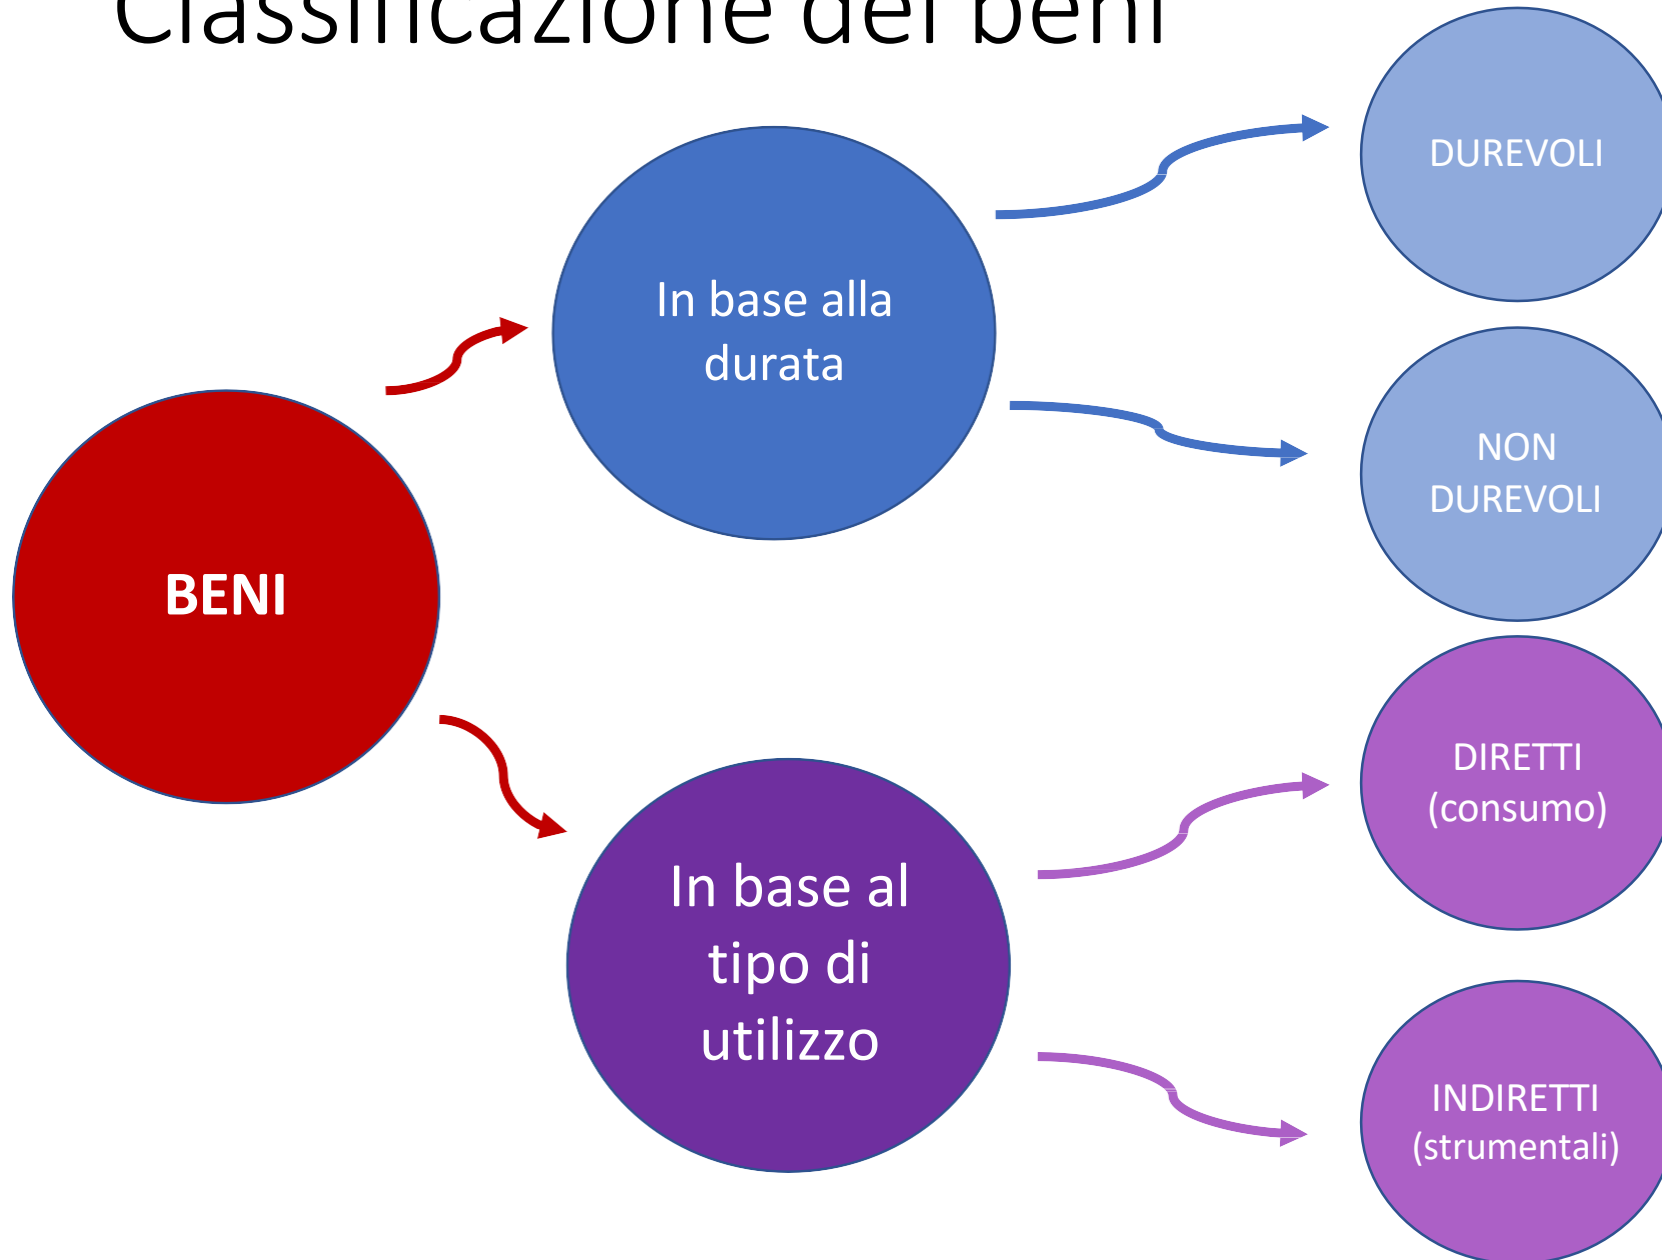 Classificazione dei beni
BENI
In base alla
durata
DUREVOLI
NON
DUREVOLI
In base al
tipo di
utilizzo
DIRETTI
(consumo)
INDIRETTI
(strumentali)